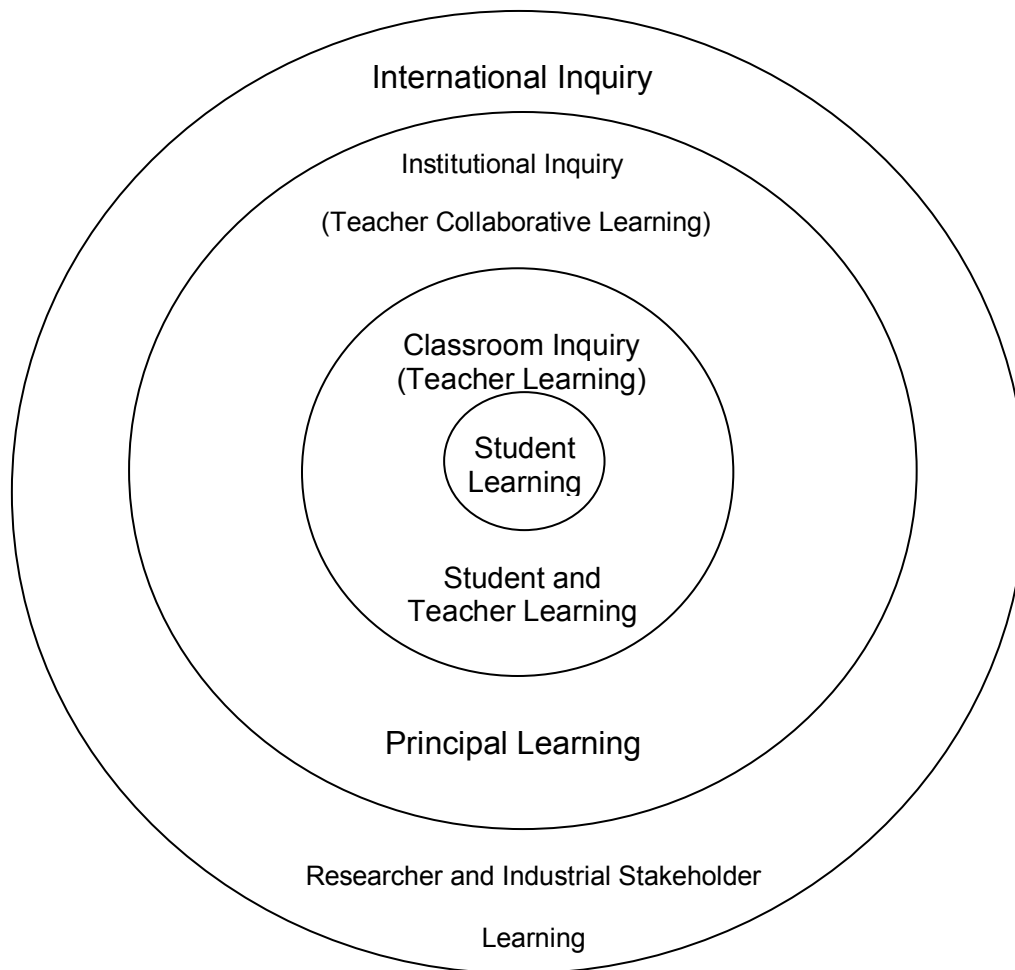 International Inquiry
Institutional Inquiry
(Teacher Collaborative Learning)
Classroom Inquiry
(Teacher Learning)
Student
Learning
Student and
Teacher Learning
Principal Learning
Researcher and Industrial Stakeholder
Learning